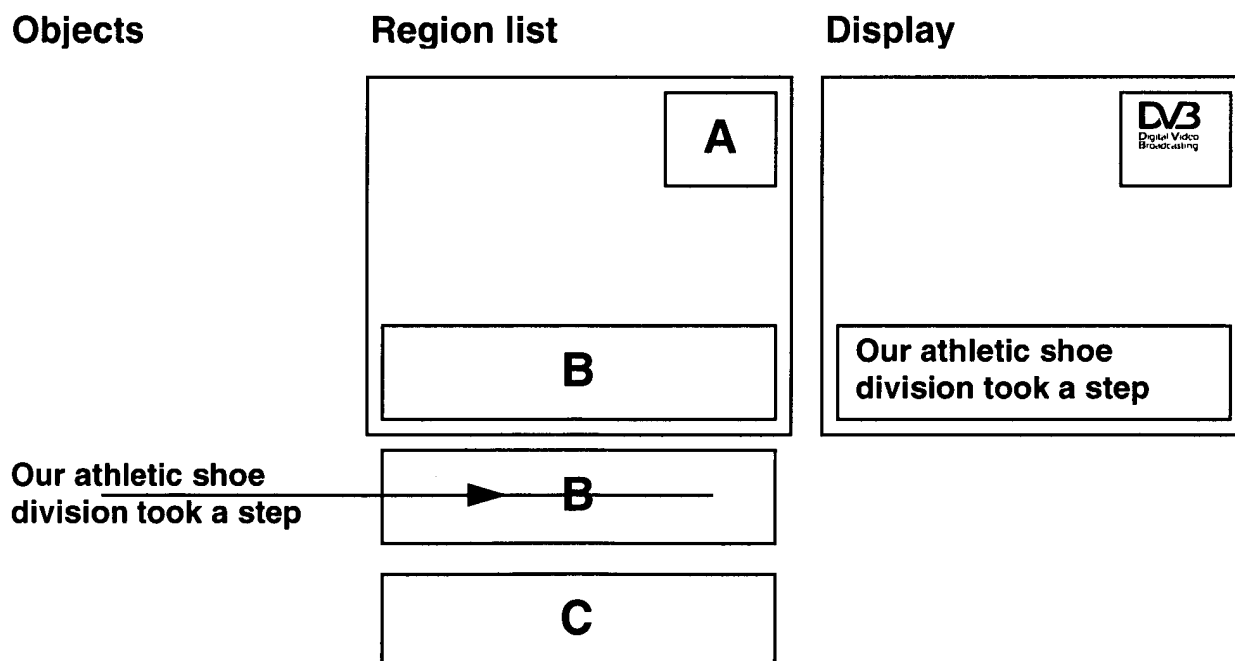 Objects
Region list
Display
A
DVB
Digital Video
Broadcasting
B
Our athletic shoe
division took a step
Our athletic shoe
division took a step
B
C